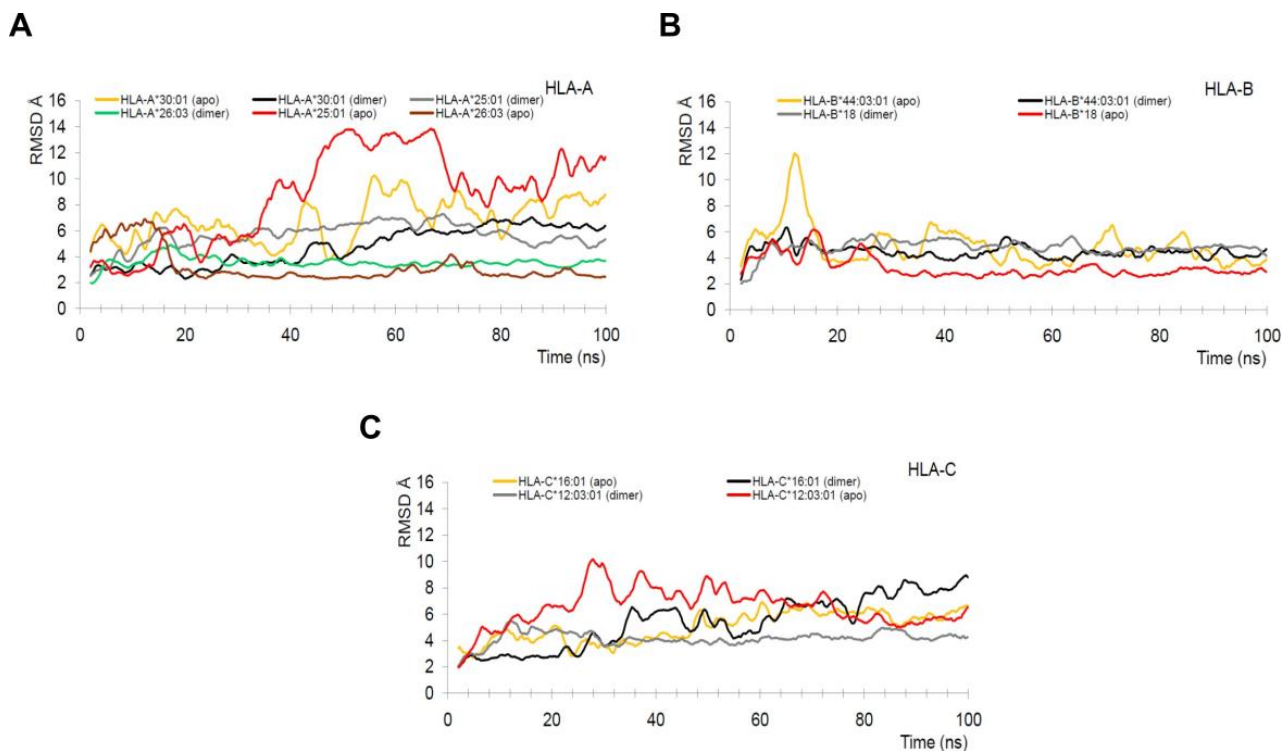 A
HLA-A
HLA-A*30:01 (apo) HLA-A*30:01 (dimer) HLA-A*25:01 (dimer)
HLA-A*26:03 (dimer) HLA-A*25:01 (apo) HLA-A*26:03 (apo)
RMSD Å
16
14
12
10
8
6
4
2
0
0 20 40 60 80 100
Time (ns)
B
HLA-B
HLA-B*44:03:01 (apo) HLA-B*44:03:01 (dimer)
HLA-B*18 (dimer) HLA-B*18 (apo)
RMSD Å
16
14
12
10
8
6
4
2
0
0 20 40 60 80 100
Time (ns)
C
HLA-C
HLA-C*16:01 (apo) HLA-C*16:01 (dimer)
HLA-C*12:03:01 (dimer) HLA-C*12:03:01 (apo)
RMSD Å
16
14
12
10
8
6
4
2
0
0 20 40 60 80 100
Time (ns)